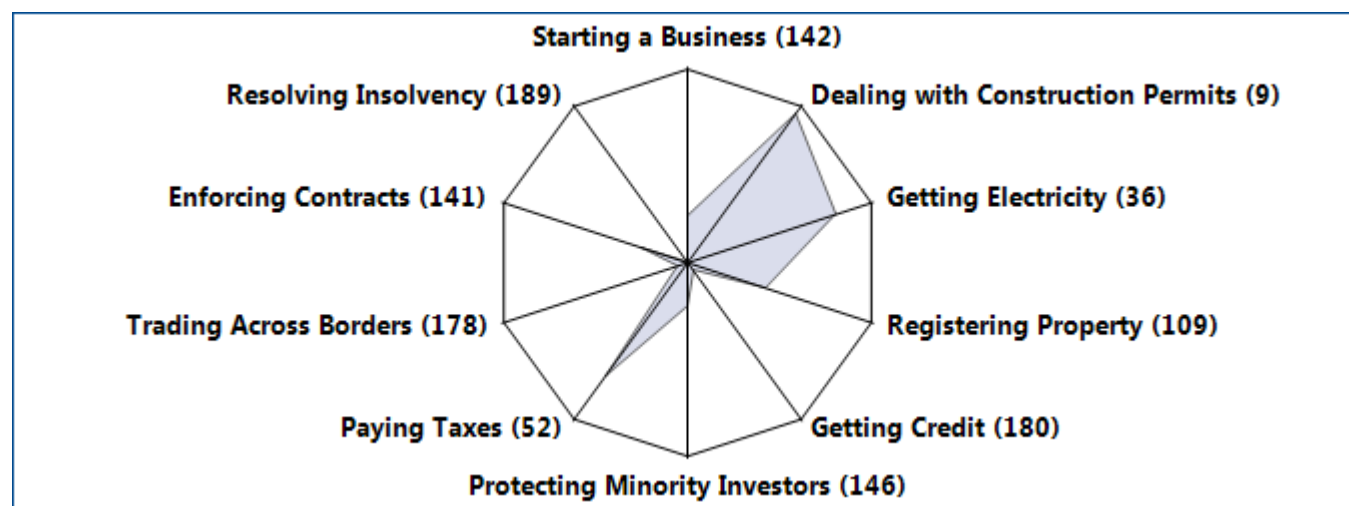 Starting a Business (142)
Resolving Insolvency (189)
Dealing with Construction Permits (9)
Enforcing Contracts (141)
Getting Electricity (36)
Trading Across Borders (178)
Registering Property (109)
Paying Taxes (52)
Getting Credit (180)
Protecting Minority Investors (146)